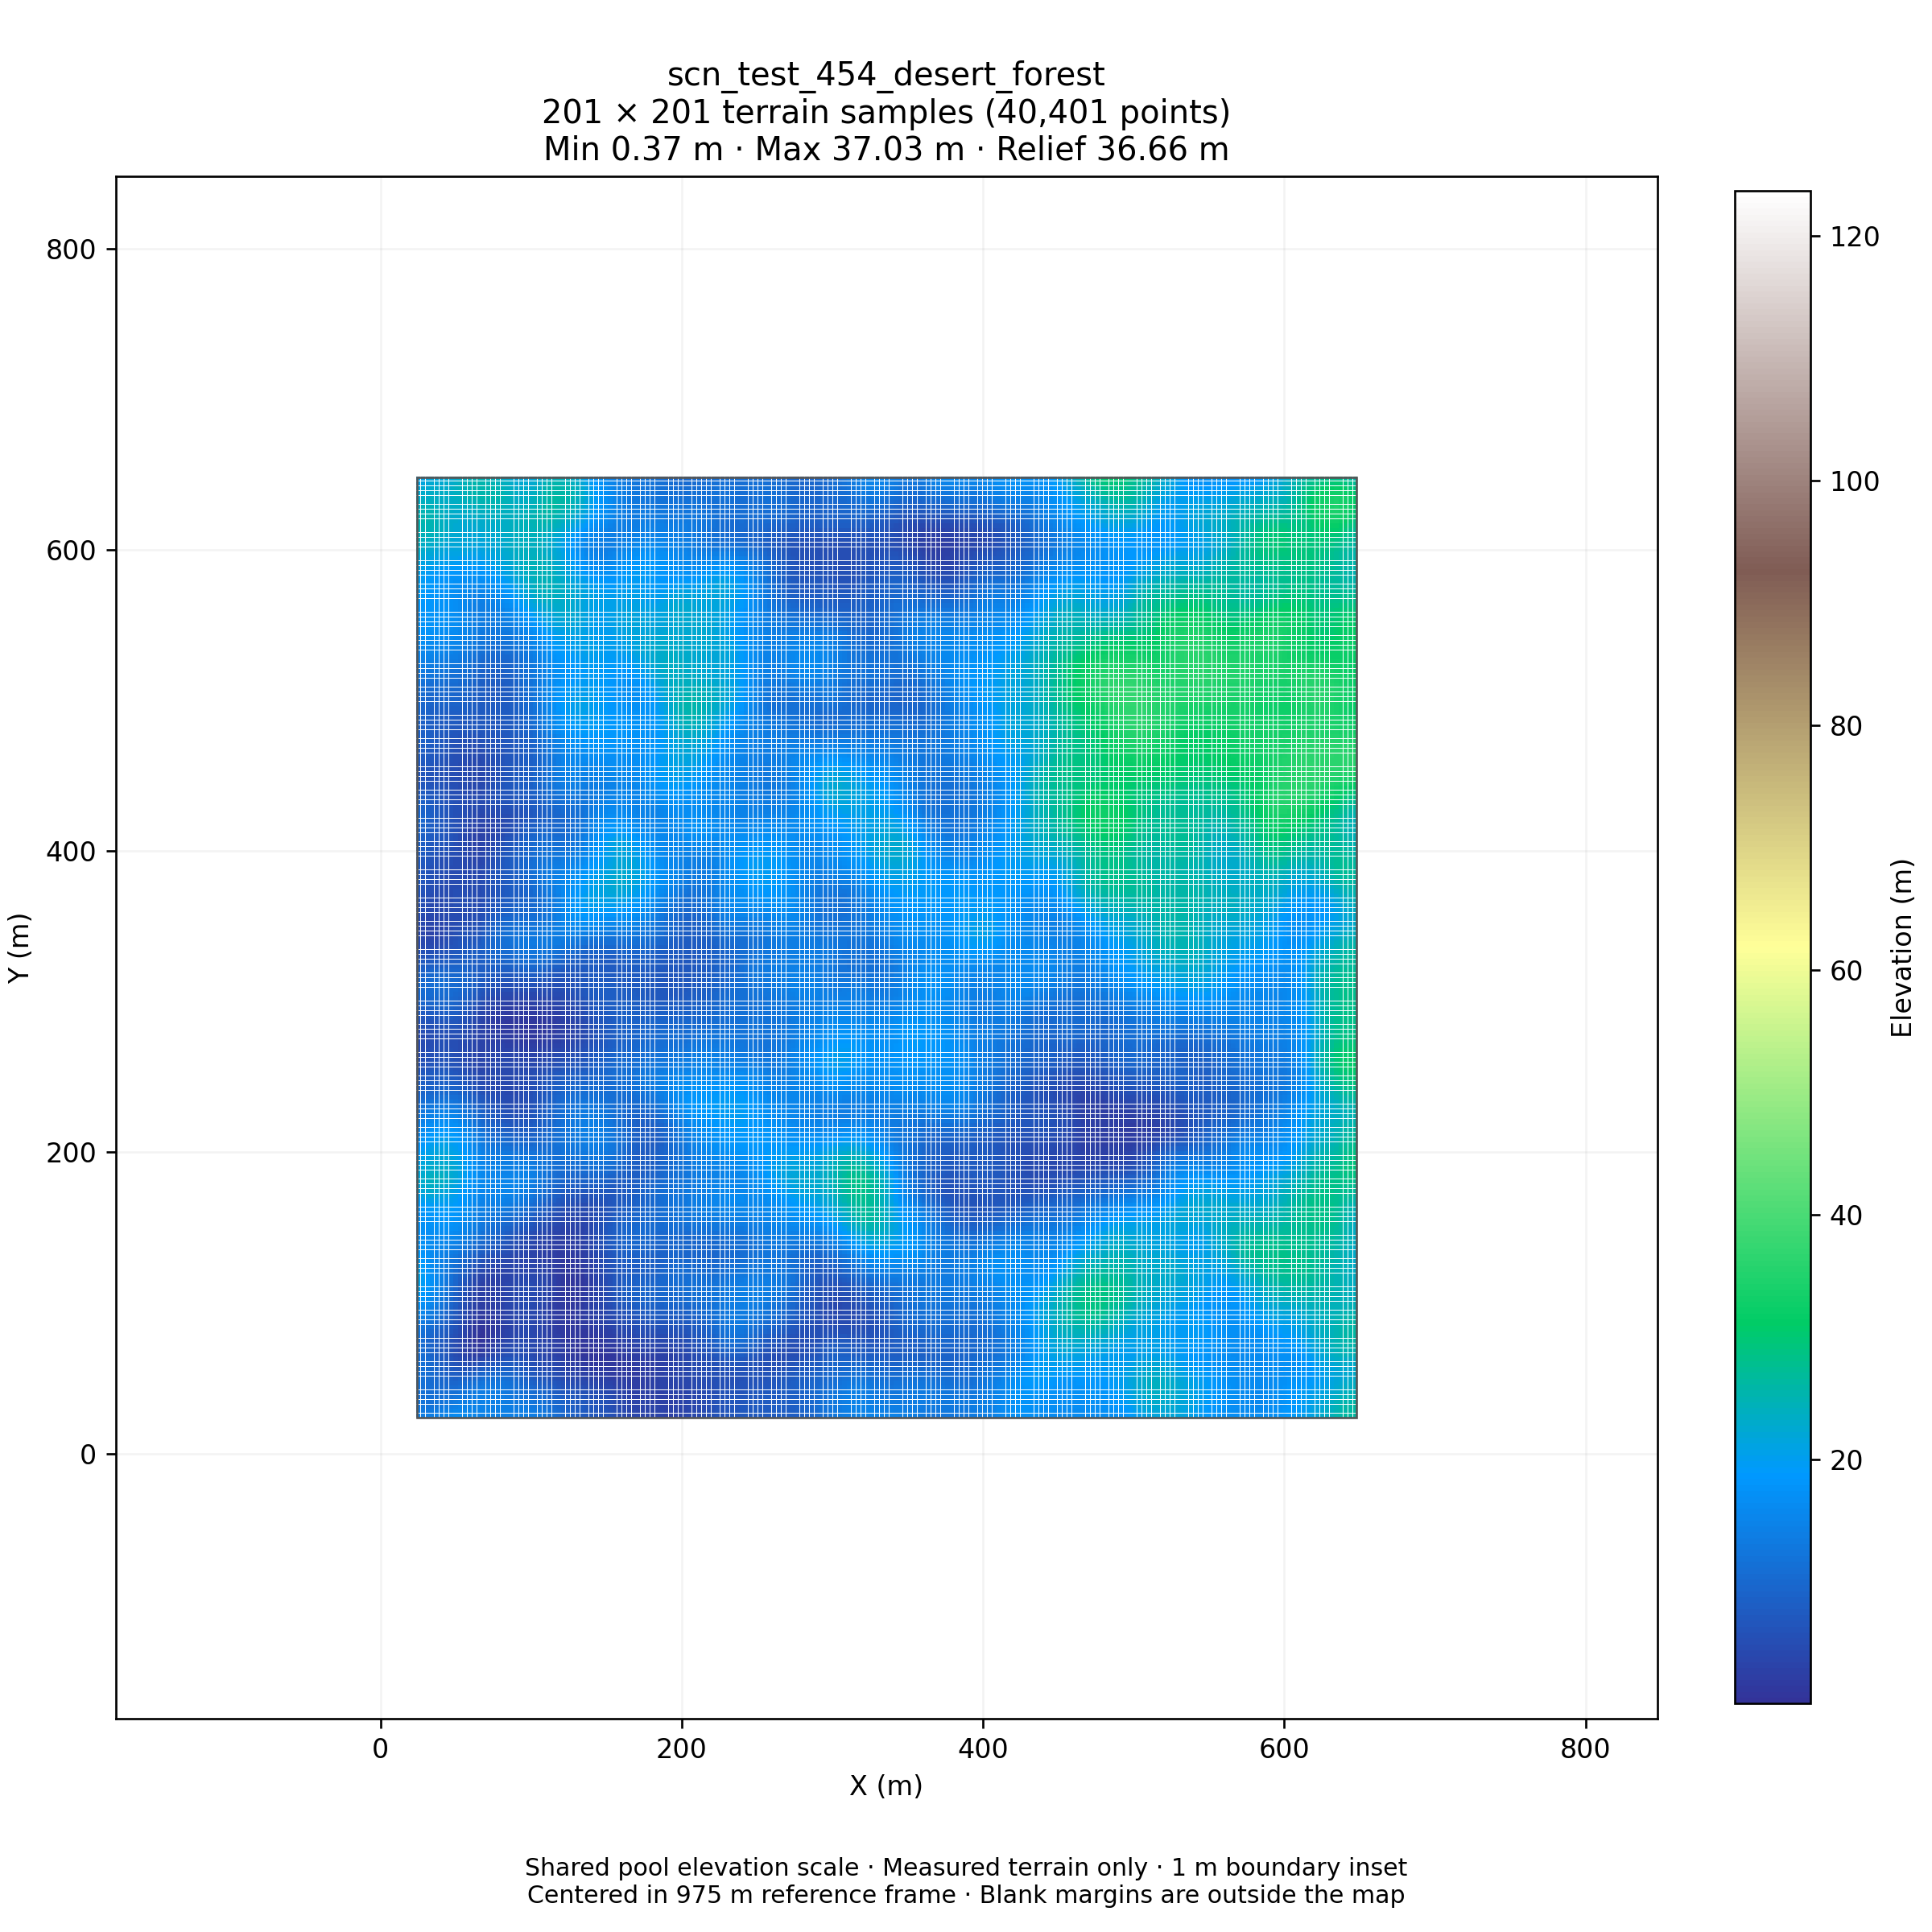 scn_test_454_desert_forest
201 × 201 terrain samples (40,401 points)
Min 0.37 m · Max 37.03 m · Relief 36.66 m
800
600
400
200
0
Y (m)
0
200
400
600
800
X (m)
120
100
80
60
40
20
Elevation (m)
Shared pool elevation scale · Measured terrain only · 1 m boundary inset
Centered in 975 m reference frame · Blank margins are outside the map